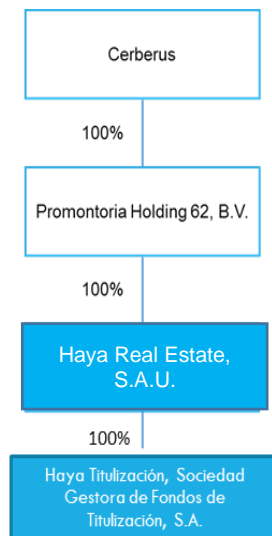 Cerberus
100%
Promontoria Holding 62, B.V.
100%
Haya Real Estate,
S.A.U.
100%
Haya Titulización, Sociedad
Gestora de Fondos de
Titulización, S.A.